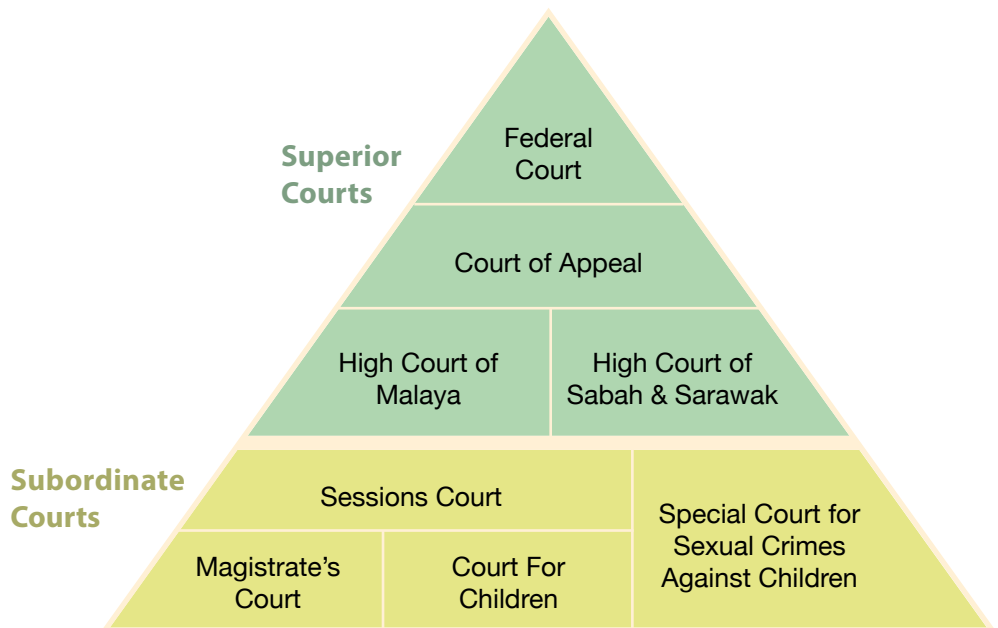 Superior
Courts
Federal
Court
Court of Appeal
High Court of
Malaya
High Court of
Sabah & Sarawak
Subordinate
Courts
Sessions Court
Special Court for
Sexual Crimes
Against Children
Magistrate’s
Court
Court For
Children